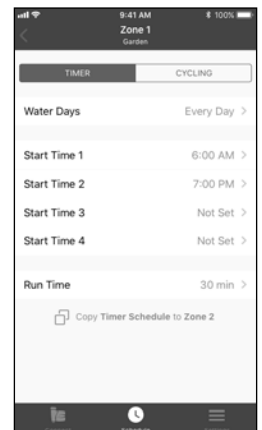 9:41 AM
100%
Zone 1
Garden
TIMER
CYCLING
Water Days
Every Day
Start Time 1
6:00 AM
Start Time 2
7:00 PM
Start Time 3
Not Set
Start Time 4
Not Set
Run Time
30 min
Copy Timer Schedule to Zone 2